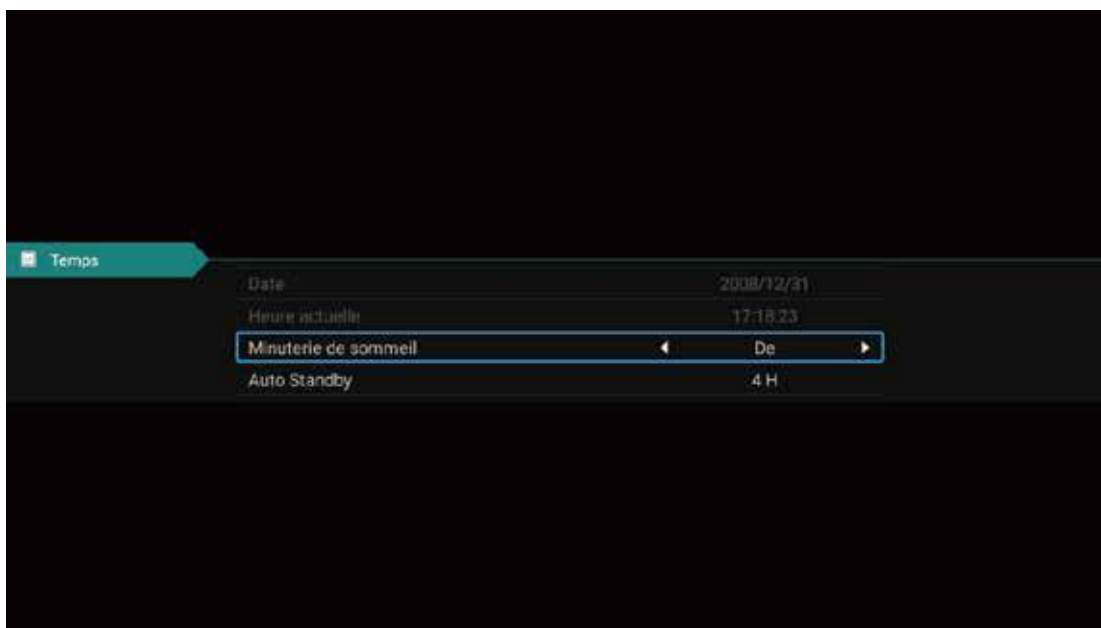 Temps
Date 2008/12/31
Heure actuelle 17:18:23
Minuterie de sommeil De
Auto Standby 4 H